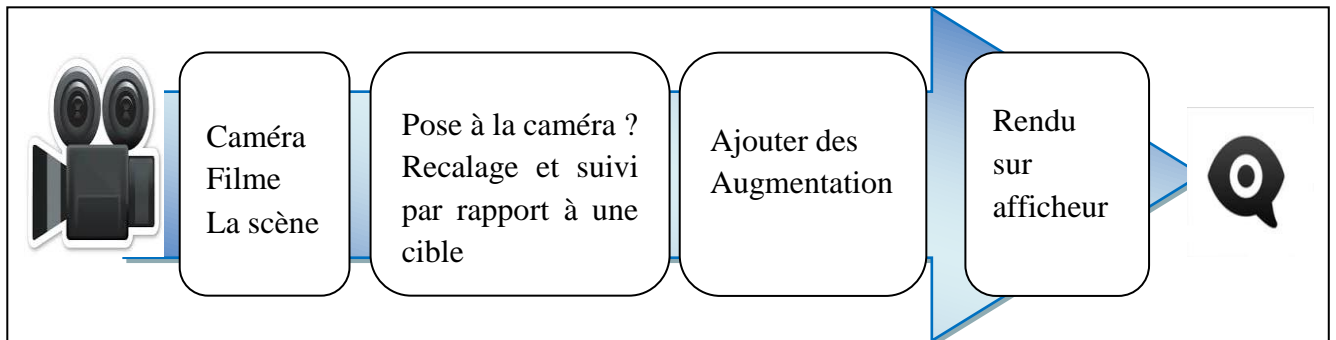 Caméra
Filme
La scène
Pose à la caméra ?
Recalage et suivi
par rapport à une
cible
Ajouter des
Augmentation
Rendu
sur
afficheur